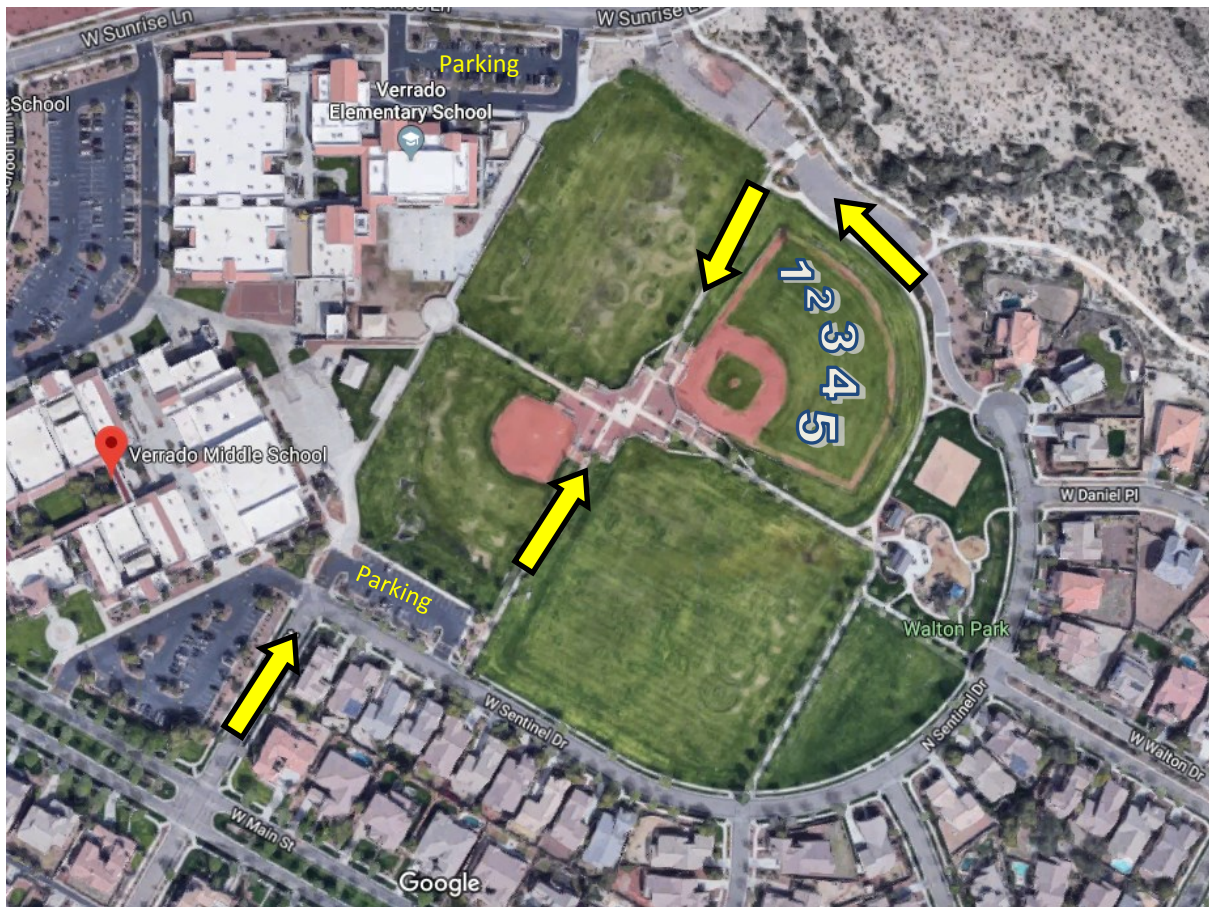 W Sunrise Ln
W Sunrise
Parking
Verrado
Elementary School
School
1
2
3
4
5
Verrado Middle School
W Daniel Pl
Parking
Walton Park
W Sentinel Dr
N Sentinel Dr
W Walton Dr
W Main St
Google